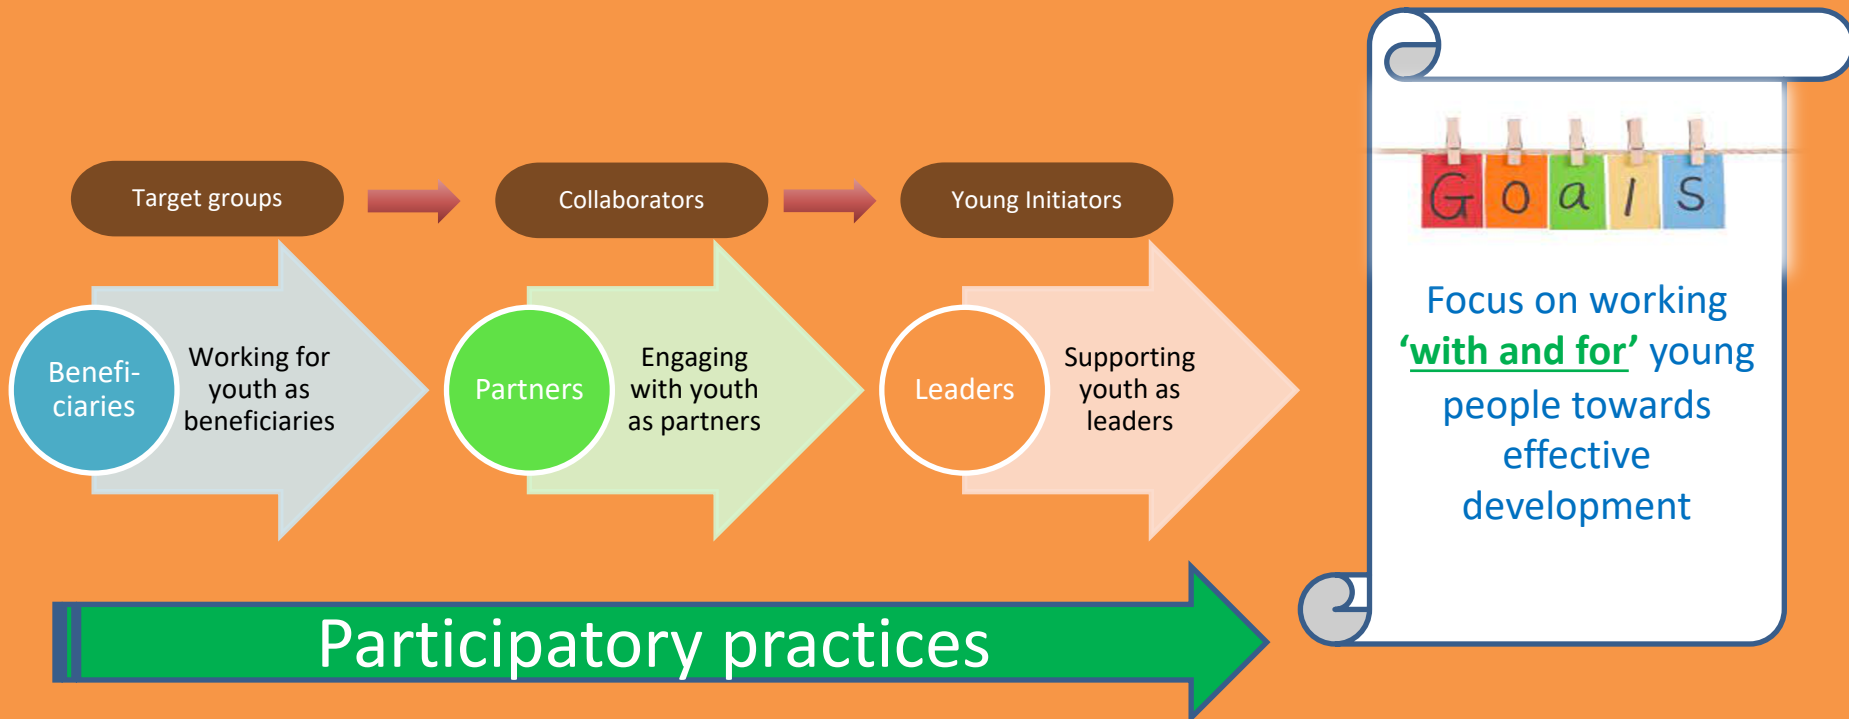 Target groups
Collaborators
Young Initiators
Benefi-
ciaries
Working for
youth as
beneficiaries
Partners
Engaging
with youth
as partners
Leaders
Supporting
youth as
leaders
Participatory practices
Goals
Focus on working
‘with and for’ young
people towards
effective
development